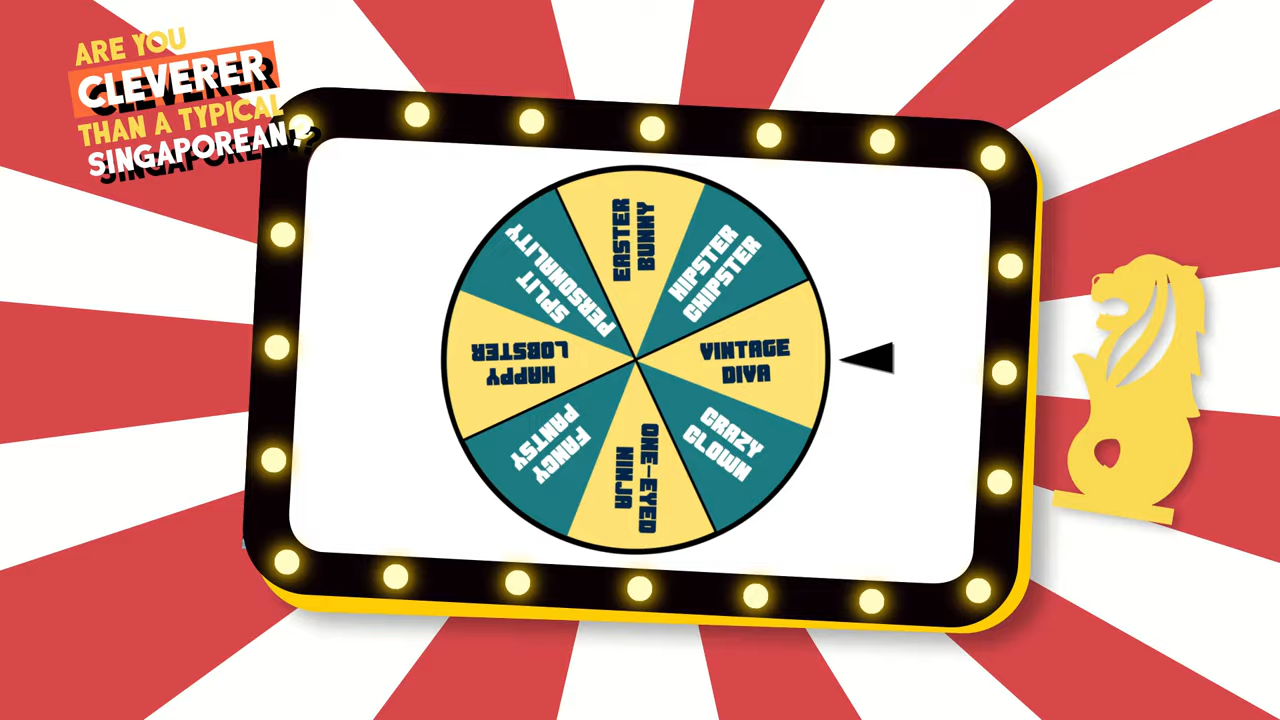 ARE YOU
CLEVERER
THAN A TYPICAL
SINGAPOREAN?
EASTER
BUNNY
HIPSTER
CHIPSTER
VINTAGE
DIVA
CRAZY
CLOWN
ONE-EYED
NINJA
FANCY
PANTSY
HAPPY
LOBSTER
SPLIT
PERSONALITY